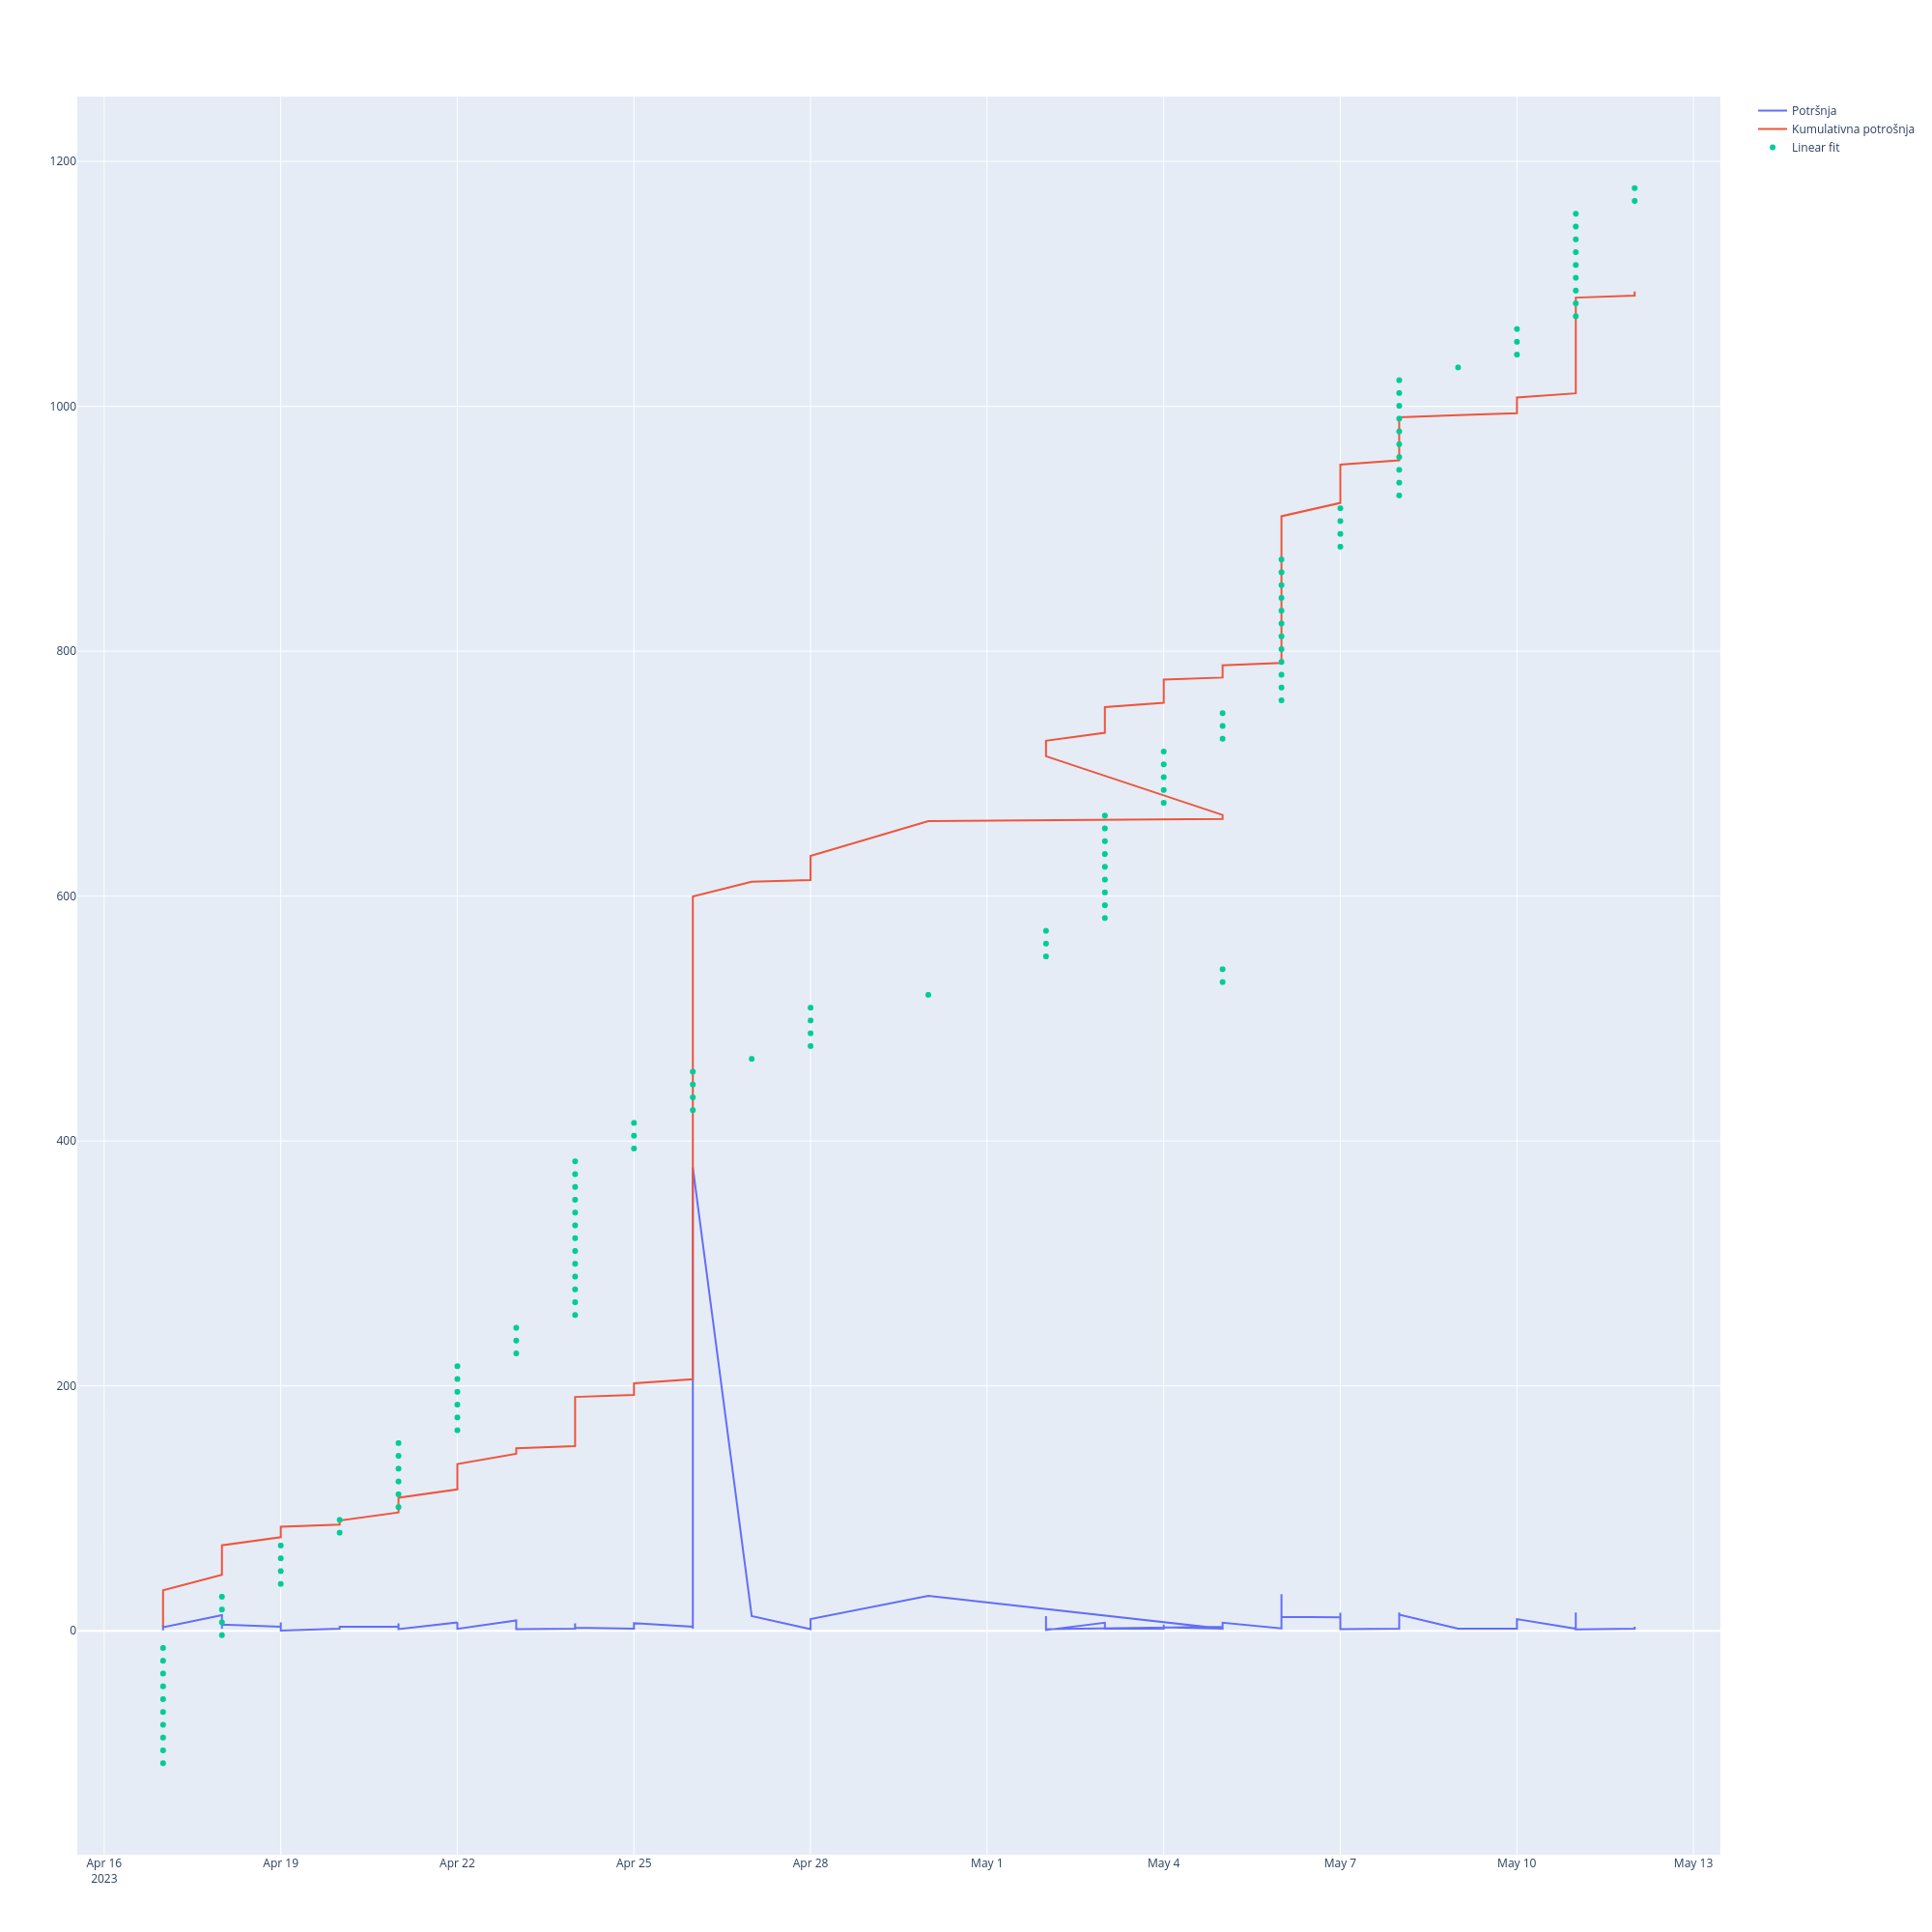 Potršnja
Kumulativna potrošnja
Linear fit
1200
1000
800
600
400
200
0
Apr 16
2023
Apr 19
Apr 22
Apr 25
Apr 28
May 1
May 4
May 7
May 10
May 13